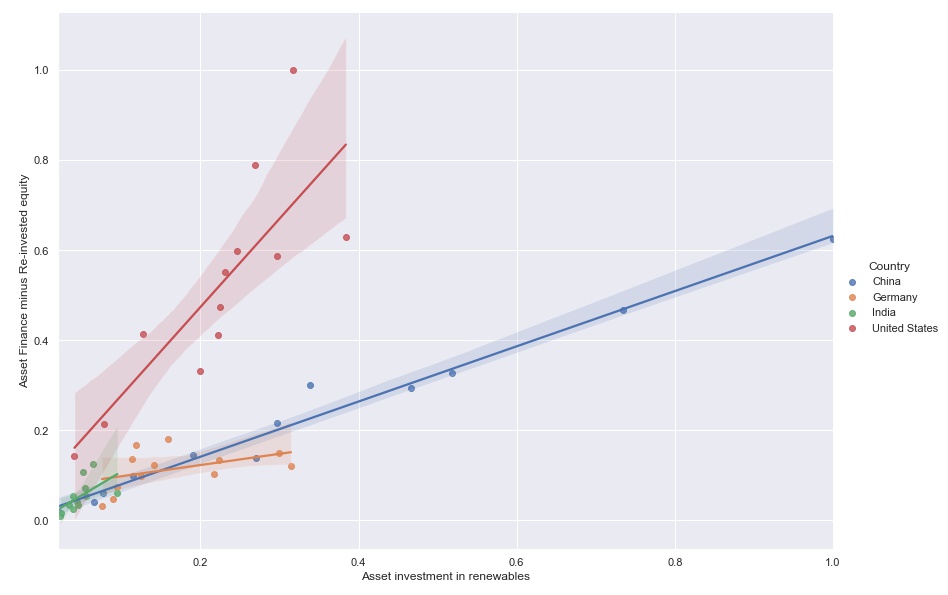 1.0
0.8
0.6
0.4
0.2
0.0
Asset Finance minus Re-invested equity
0.2
0.4
0.6
0.8
1.0
Asset investment in renewables
Country
China
Germany
India
United States